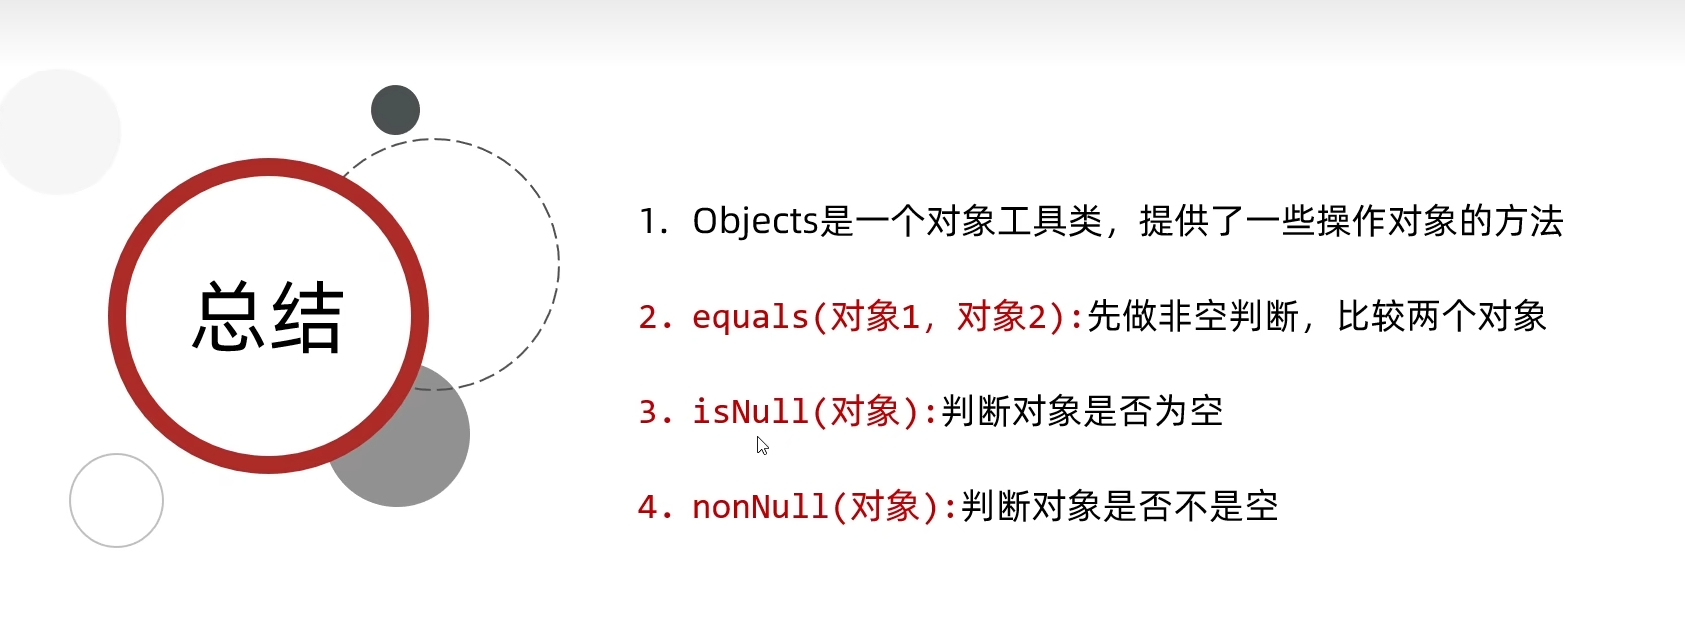 总结
1. Objects是一个对象工具类，提供了一些操作对象的方法
2. equals(对象1，对象2):先做非空判断，比较两个对象
3. isNull(对象):判断对象是否为空
4. nonNull(对象):判断对象是否不是空